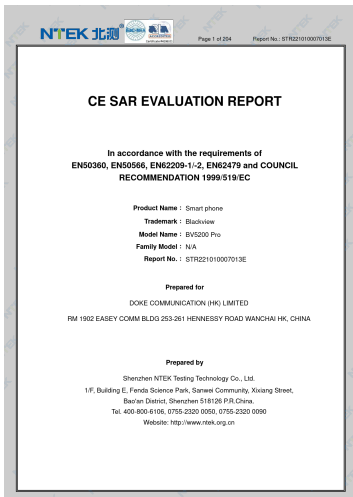 NTEK 北测
Page 1 of 204 Report No.: STR221010007013E
CE SAR EVALUATION REPORT
In accordance with the requirements of
EN50360, EN50566, EN62209-1/-2, EN62479 and COUNCIL
RECOMMENDATION 1999/519/EC
Product Name : Smart phone
Trademark : Blackview
Model Name : BV5200 Pro
Family Model : N/A
Report No. : STR221010007013E
Prepared for
DOKE COMMUNICATION (HK) LIMITED
RM 1902 EASEY COMM BLDG 253-261 HENNESSY ROAD WANCHAI HK, CHINA
Prepared by
Shenzhen NTEK Testing Technology Co., Ltd.
1/F, Building E, Fenda Science Park, Sanwei Community, Xixiang Street,
Bao'an District, Shenzhen 518126 P.R.China.
Tel. 400-800-6106, 0755-2320 0050, 0755-2320 0090
Website: http://www.ntek.org.cn